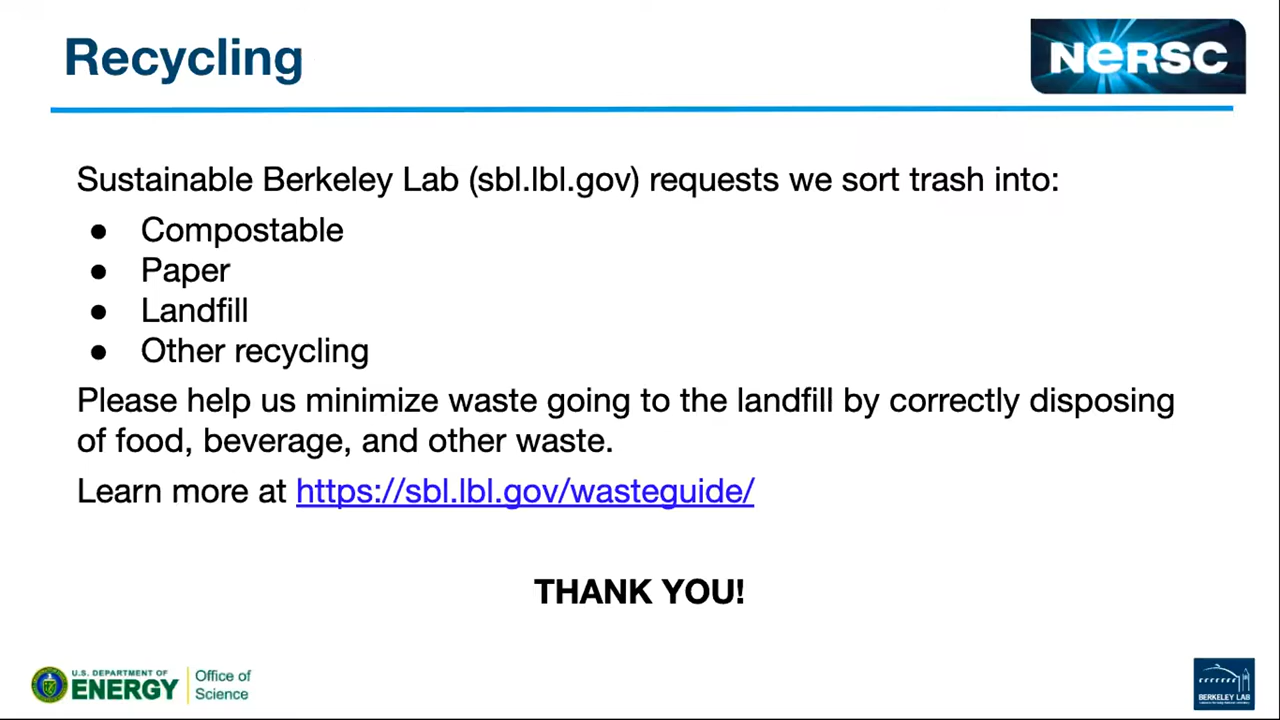 Recycling
NERSC
Sustainable Berkeley Lab (sbl.lbl.gov) requests we sort trash into:
● Compostable
● Paper
● Landfill
● Other recycling
Please help us minimize waste going to the landfill by correctly disposing
of food, beverage, and other waste.
Learn more at https://sbl.lbl.gov/wasteguide/
THANK YOU!
U.S. DEPARTMENT OF
ENERGY
Office of
Science
BERKELEY LAB